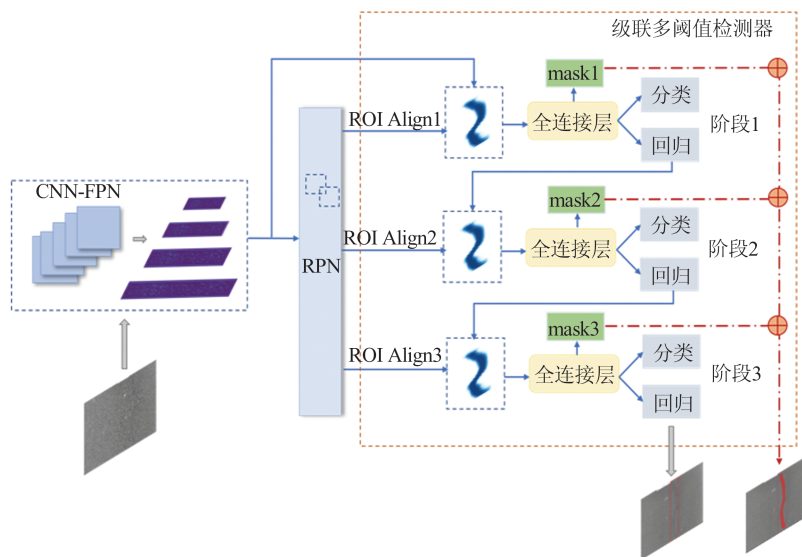 级联多阈值检测器
mask1
分类
ROI Align1
全连接层
阶段1
回归
CNN-FPN
mask2
分类
ROI Align2
全连接层
阶段2
RPN
回归
mask3
分类
ROI Align3
全连接层
阶段3
回归